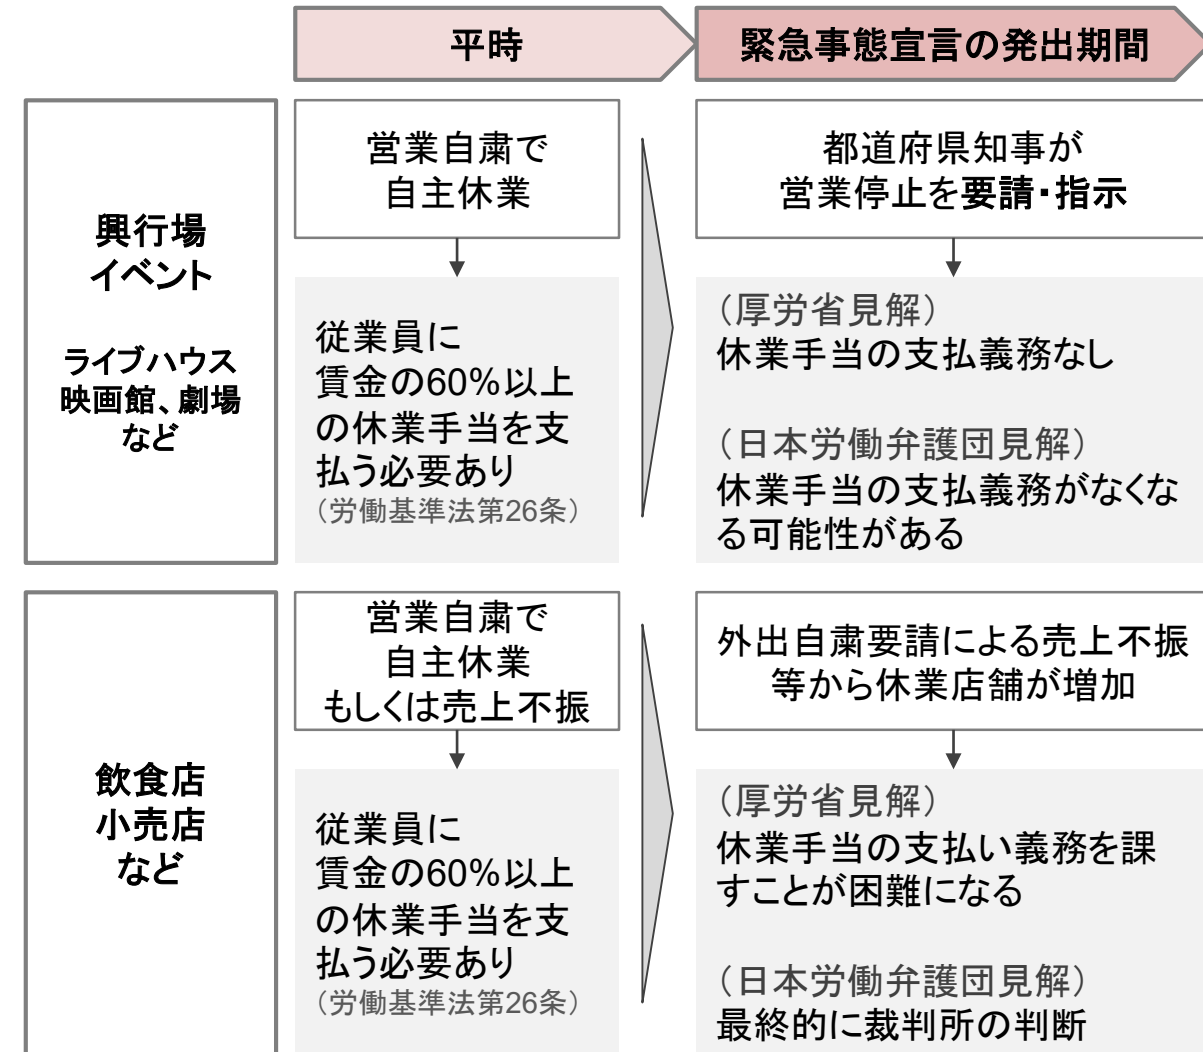 平時
緊急事態宣言の発出期間
興行場
イベント
ライブハウス
映画館、劇場
など
営業自粛で
自主休業
従業員に
賃金の60%以上
の休業手当を支
払う必要あり
（労働基準法第26条）
都道府県知事が
営業停止を要請・指示
（厚労省見解）
休業手当の支払義務なし
（日本労働弁護団見解）
休業手当の支払義務がなくな
る可能性がある
飲食店
小売店
など
営業自粛で
自主休業
もしくは売上不振
従業員に
賃金の60%以上
の休業手当を支
払う必要あり
（労働基準法第26条）
外出自粛要請による売上不振
等から休業店舗が増加
（厚労省見解）
休業手当の支払い義務を課
すことが困難になる
（日本労働弁護団見解）
最終的に裁判所の判断